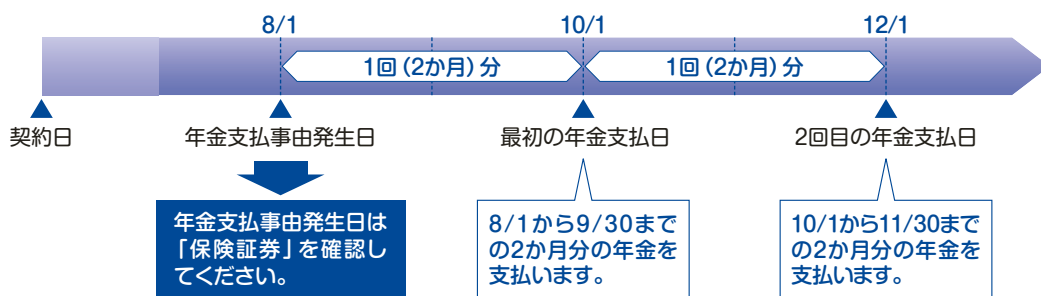 8/1
10/1
12/1
1回(2か月)分
1回(2か月)分
契約日
年金支払事由発生日
最初の年金支払日
2回目の年金支払日
年金支払事由発生日は
「保険証券」を確認し
てください。
8/1から9/30まで
の2か月分の年金を
支払います。
10/1から11/30まで
の2か月分の年金を
支払います。